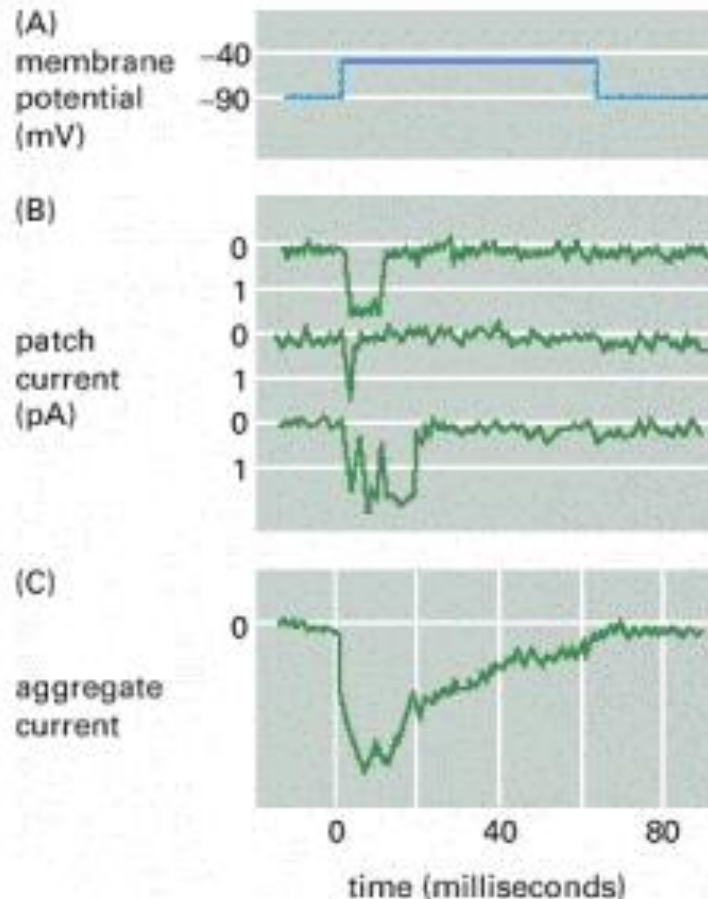 (A)
membrane
potential
(mV)
–40
–90
(B)
patch
current
(pA)
0
1
0
1
0
1
(C)
aggregate
current
0
0 40 80
time (milliseconds)